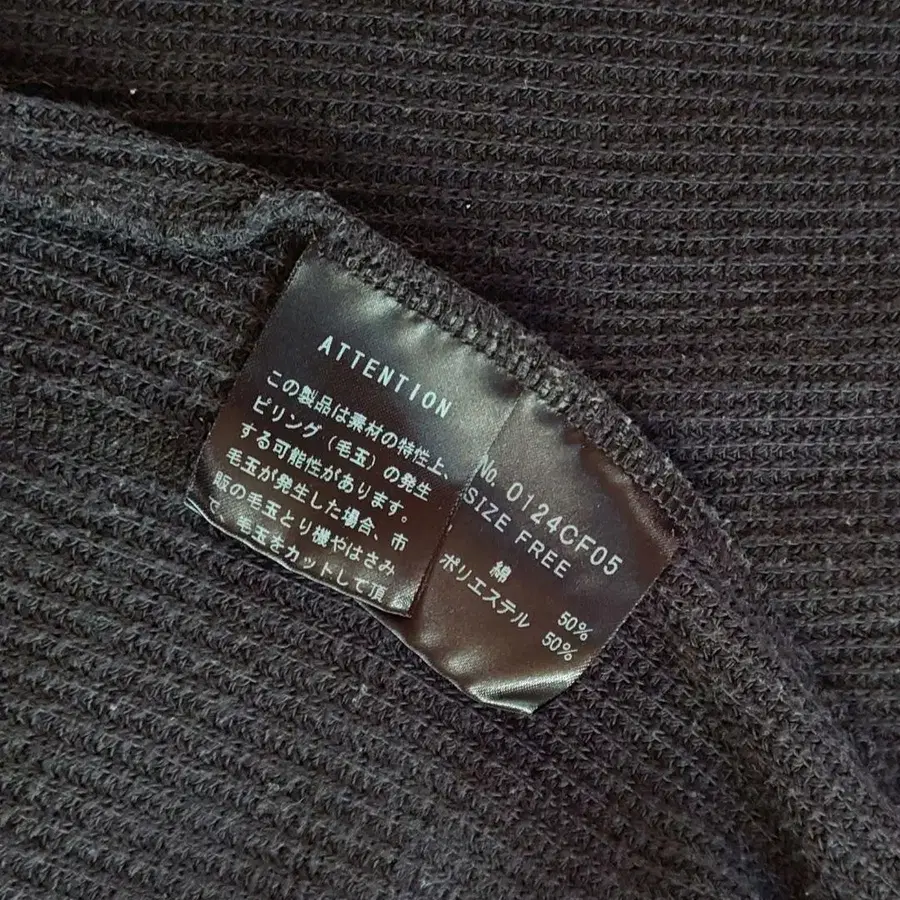 ATTENTION
この製品は素材の特性上、
ピリング（毛玉）の発生
する可能性があります。
毛玉が発生した場合、市
販の毛玉とり機やはさみ
で、毛玉をカットして頂
No. 0124CF05
SIZE FREE
綿 50%
ポリエステル 50%